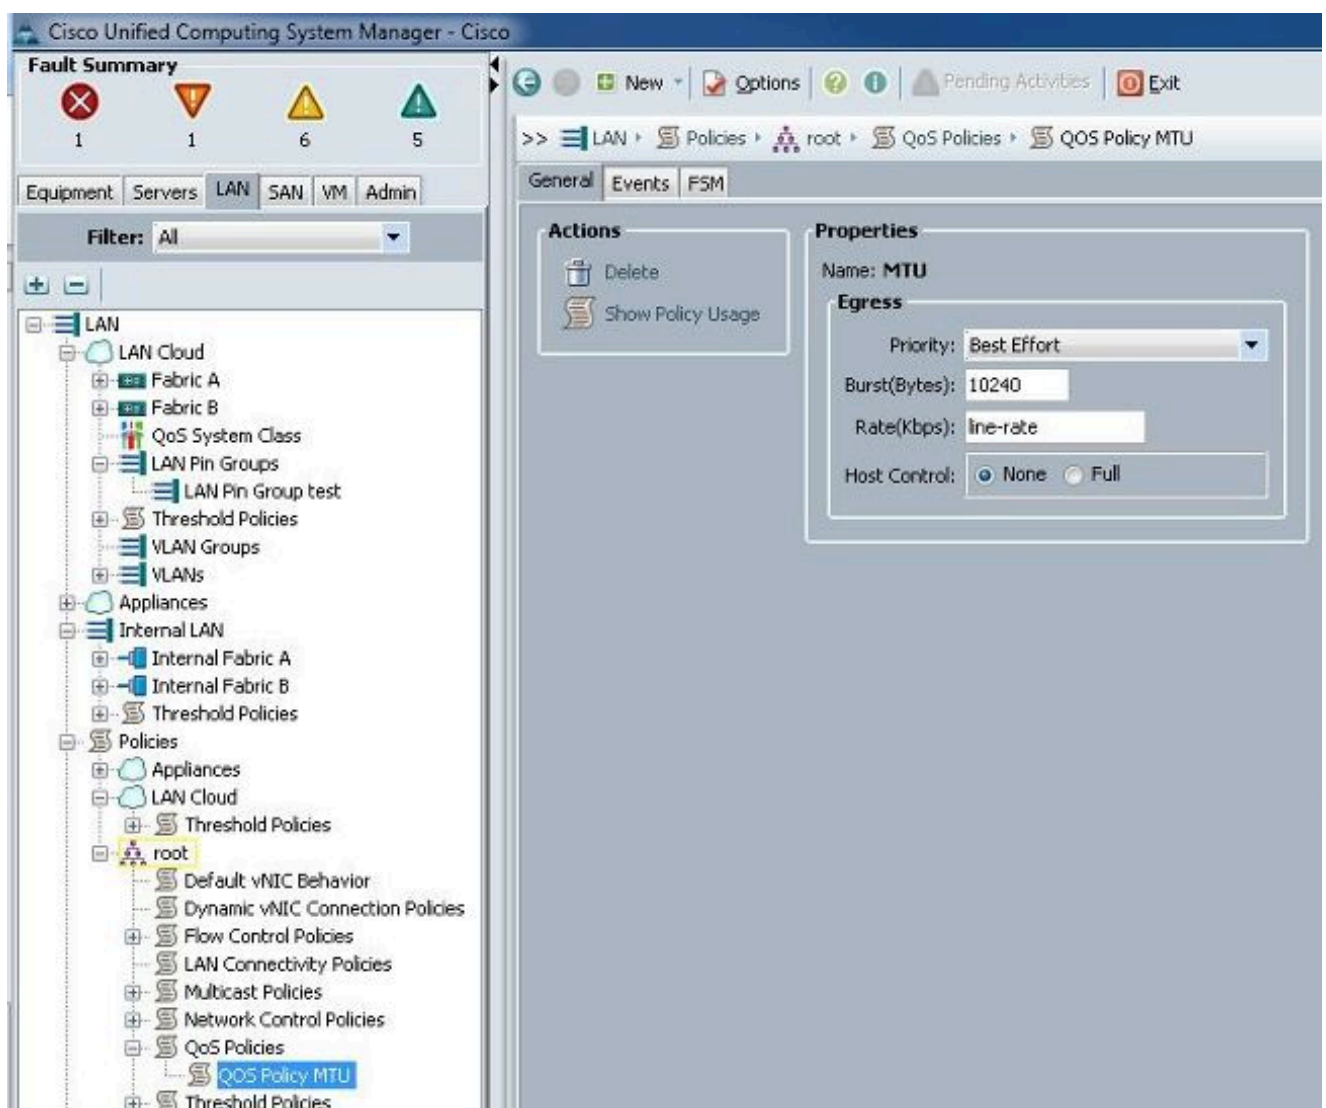 Cisco Unified Computing System Manager - Cisco
Fault Summary
1 1 6 5
Equipment Servers LAN SAN VM Admin
Filter: All
LAN
LAN Cloud
Fabric A
Fabric B
QoS System Class
LAN Pin Groups
LAN Pin Group test
Threshold Policies
VLAN Groups
VLANs
Appliances
Internal LAN
Internal Fabric A
Internal Fabric B
Threshold Policies
Policies
Appliances
LAN Cloud
Threshold Policies
root
Default vNIC Behavior
Dynamic vNIC Connection Policies
Flow Control Policies
LAN Connectivity Policies
Multicast Policies
Network Control Policies
QoS Policies
QOS Policy MTU
Threshold Policies
New Options Pending Activities Exit
>> LAN Policies root QoS Policies QOS Policy MTU
General Events FSM
Actions
Delete
Show Policy Usage
Properties
Name: MTU
Egress
Priority: Best Effort
Burst(Bytes): 10240
Rate(Kbps): line-rate
Host Control: None Full